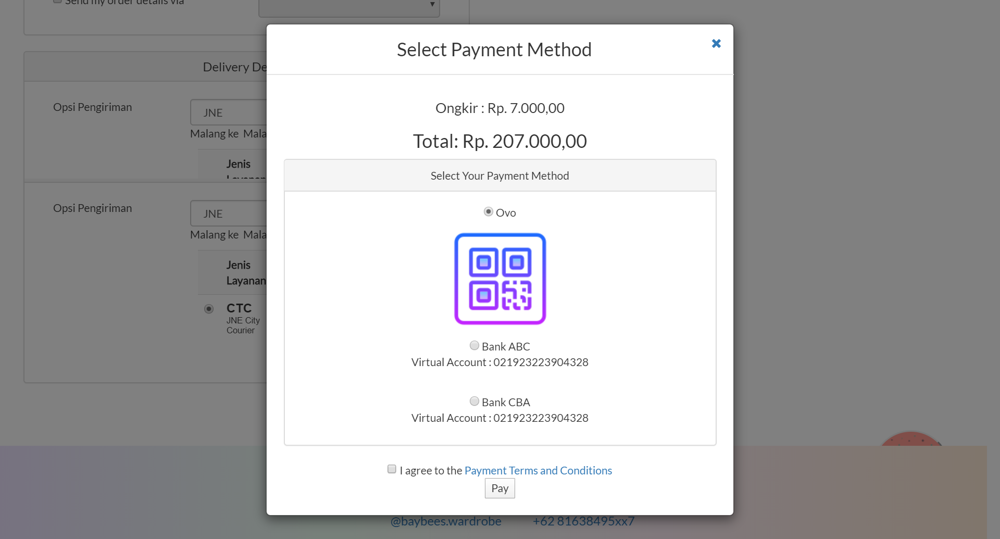 Send my order details via
Select Payment Method
Delivery De
Opsi Pengiriman
JNE
Malang ke Mala
Jenis
Layanan
Opsi Pengiriman
JNE
Malang ke Mala
Jenis
Layanan
CTC
JNE City
Courier
Ongkir : Rp. 7.000,00
Total: Rp. 207.000,00
Select Your Payment Method
Ovo
Bank ABC
Virtual Account : 021923223904328
Bank CBA
Virtual Account : 021923223904328
I agree to the Payment Terms and Conditions
Pay
@baybees.wardrobe
+62 81638495xx7